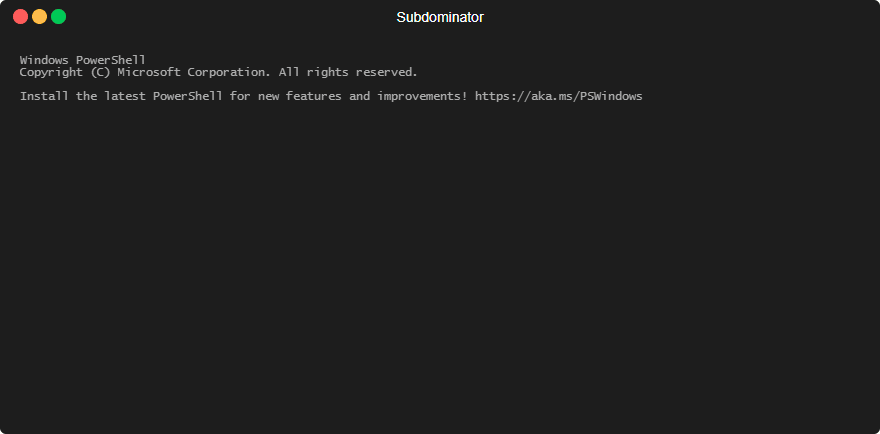 Subdominator
Windows PowerShell
Copyright (C) Microsoft Corporation. All rights reserved.
Install the latest PowerShell for new features and improvements! https://aka.ms/PSWindows